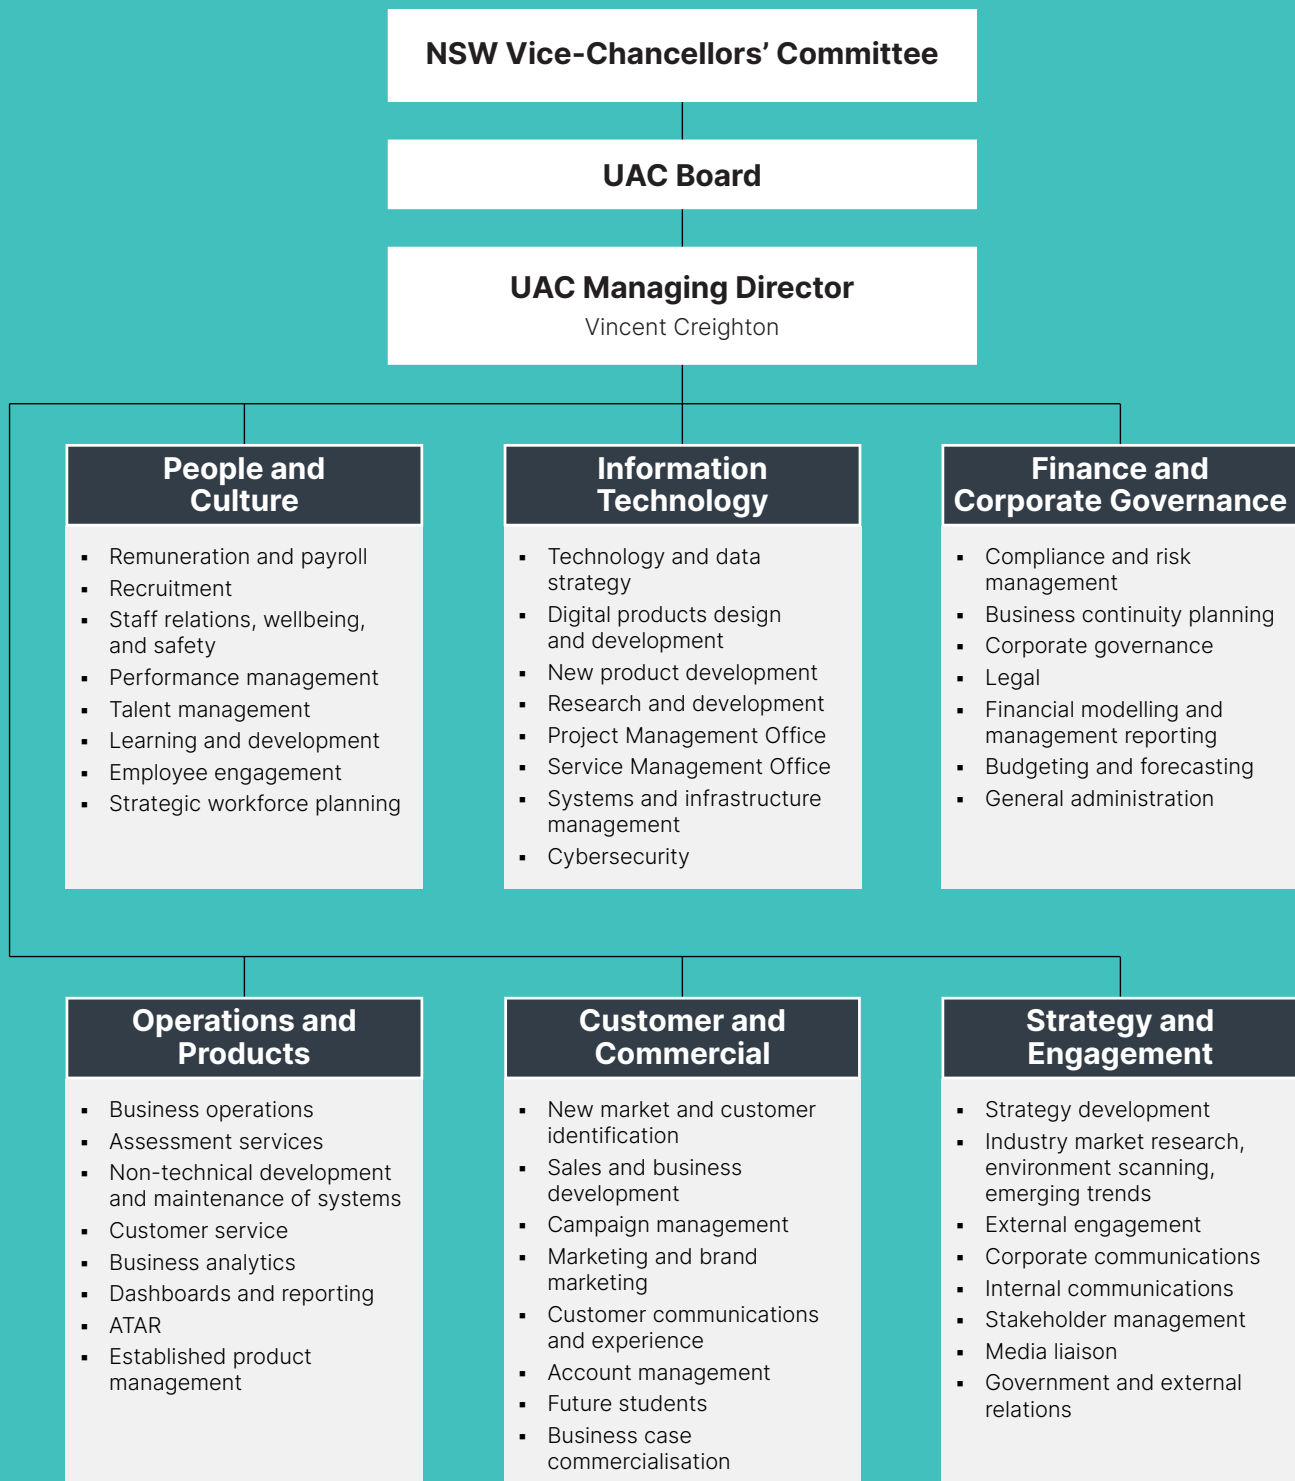 NSW Vice-Chancellors’ Committee
UAC Board
UAC Managing Director
Vincent Creighton
People and
Culture
▪ Remuneration and payroll
▪ Recruitment
▪ Staff relations, wellbeing,
and safety
▪ Performance management
▪ Talent management
▪ Learning and development
▪ Employee engagement
▪ Strategic workforce planning
Information
Technology
▪ Technology and data
strategy
▪ Digital products design
and development
▪ New product development
▪ Research and development
▪ Project Management Office
▪ Service Management Office
▪ Systems and infrastructure
management
▪ Cybersecurity
Finance and
Corporate Governance
▪ Compliance and risk
management
▪ Business continuity planning
▪ Corporate governance
▪ Legal
▪ Financial modelling and
management reporting
▪ Budgeting and forecasting
▪ General administration
Operations and
Products
▪ Business operations
▪ Assessment services
▪ Non-technical development
and maintenance of systems
▪ Customer service
▪ Business analytics
▪ Dashboards and reporting
▪ ATAR
▪ Established product
management
Customer and
Commercial
▪ New market and customer
identification
▪ Sales and business
development
▪ Campaign management
▪ Marketing and brand
marketing
▪ Customer communications
and experience
▪ Account management
▪ Future students
▪ Business case
commercialisation
Strategy and
Engagement
▪ Strategy development
▪ Industry market research,
environment scanning,
emerging trends
▪ External engagement
▪ Corporate communications
▪ Internal communications
▪ Stakeholder management
▪ Media liaison
▪ Government and external
relations